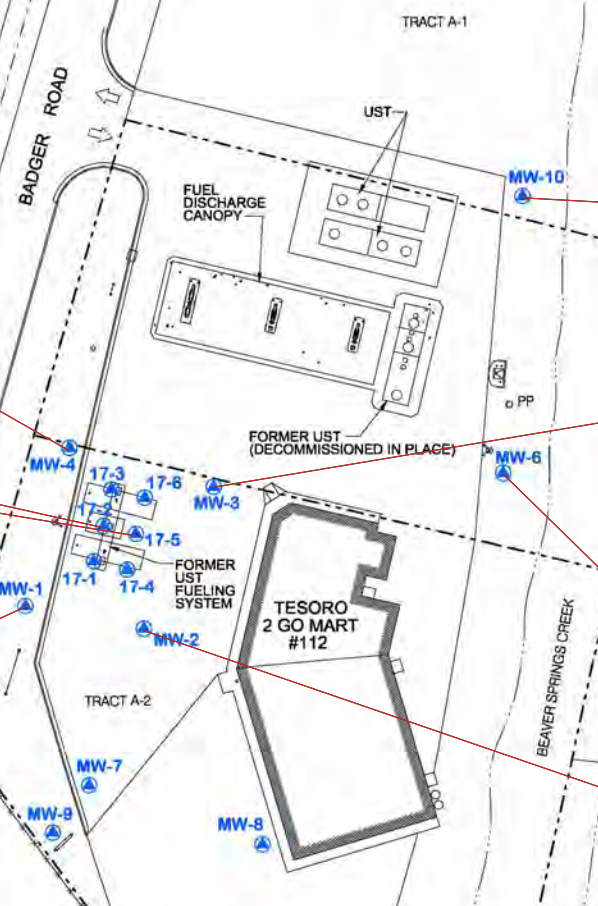 TRACT A-1
BADGER ROAD
UST
MW-10
FUEL
DISCHARGE
CANOPY
PP
FORMER UST
(DECOMMISSIONED IN PLACE)
MW-4
MW-6
17-3
17-6
MW-3
17-2
17-5
17-1
17-4
FORMER
UST
FUELING
SYSTEM
MW-1
TESORO
2 GO MART
#112
MW-2
BEAVER SPRINGS CREEK
TRACT A-2
MW-7
MW-9
MW-8